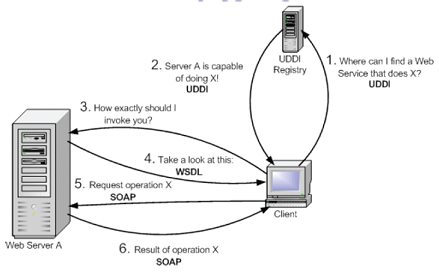 UDDI
Registry
1. Where can I find a Web
Service that does X?
UDDI
2. Server A is capable
of doing X!
UDDI
3. How exactly should I
invoke you?
4. Take a look at this:
WSDL
5. Request operation X
SOAP
Client
Web Server A
6. Result of operation X
SOAP